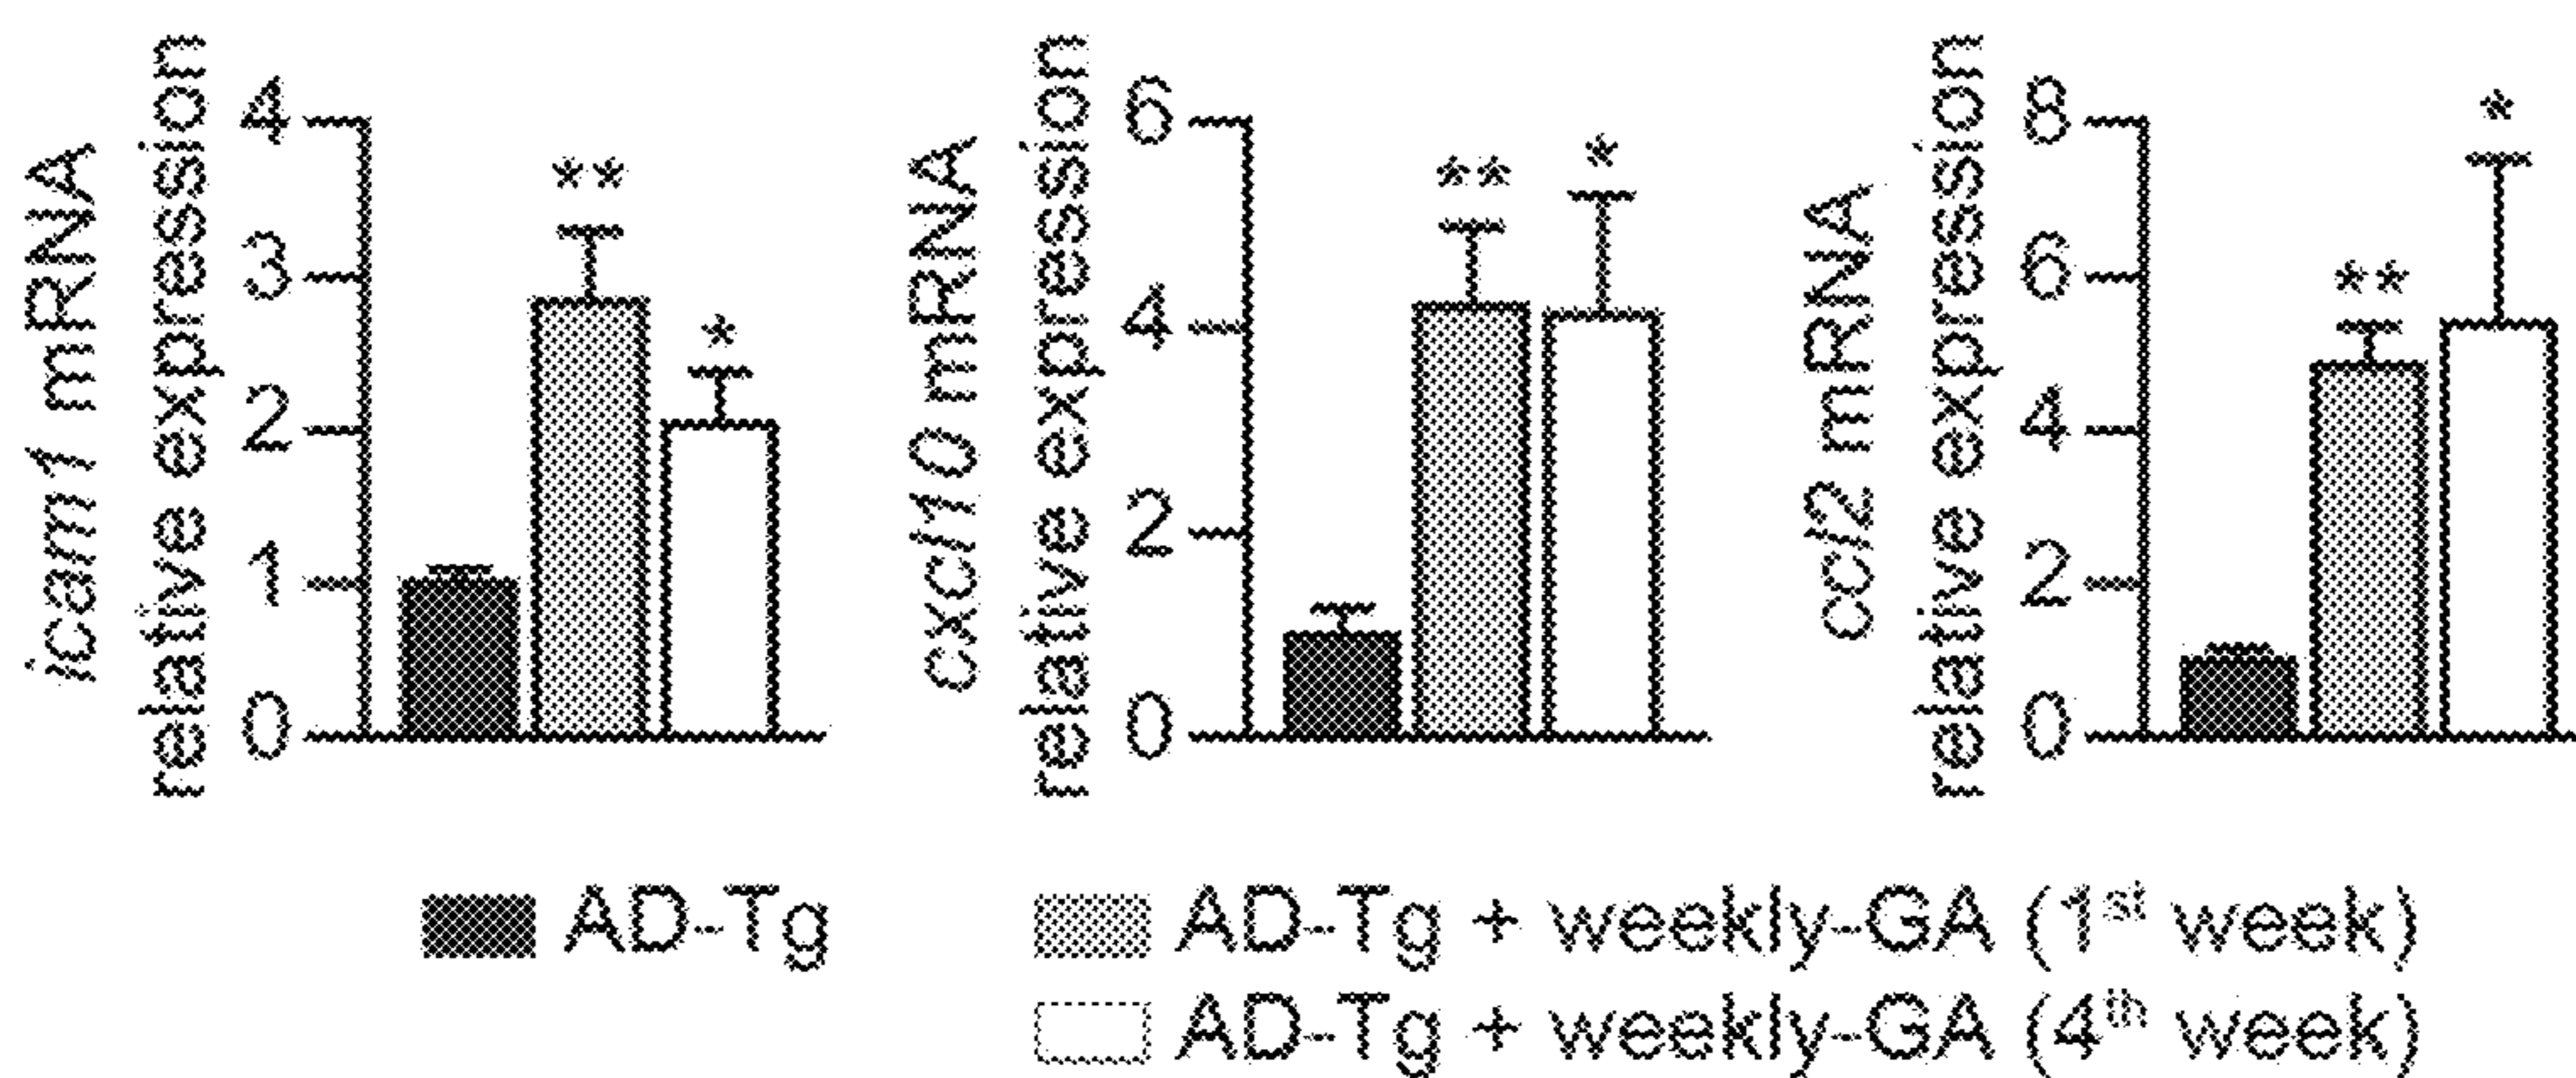 icam1 mRNA
relative expression
4
3
2
1
0
**
*
cxcl10 mRNA
relative expression
6
4
2
0
**
*
ccl2 mRNA
relative expression
8
6
4
2
0
**
*
AD-Tg
AD-Tg + weekly-GA (1st week)
AD-Tg + weekly-GA (4th week)